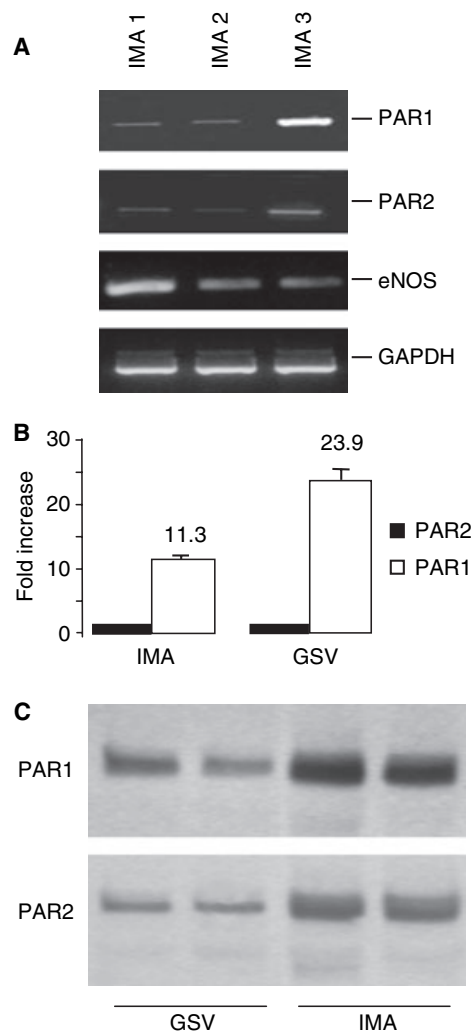 A
IMA 1
IMA 2
IMA 3
PAR1
PAR2
eNOS
GAPDH
B
30
20
10
0
Fold increase
11.3
23.9
PAR2
PAR1
IMA
GSV
C
PAR1
PAR2
GSV
IMA